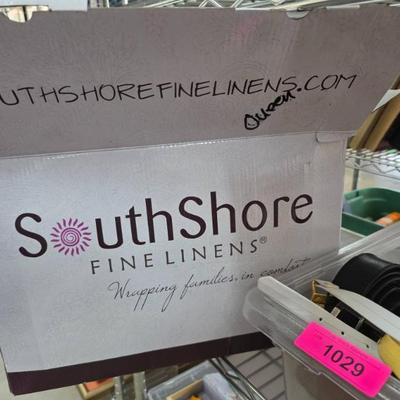 UTHSHOREFINELINENS.COM
Queen
SouthShore
FINE LINENS®
Wrapping families in comfort
1029